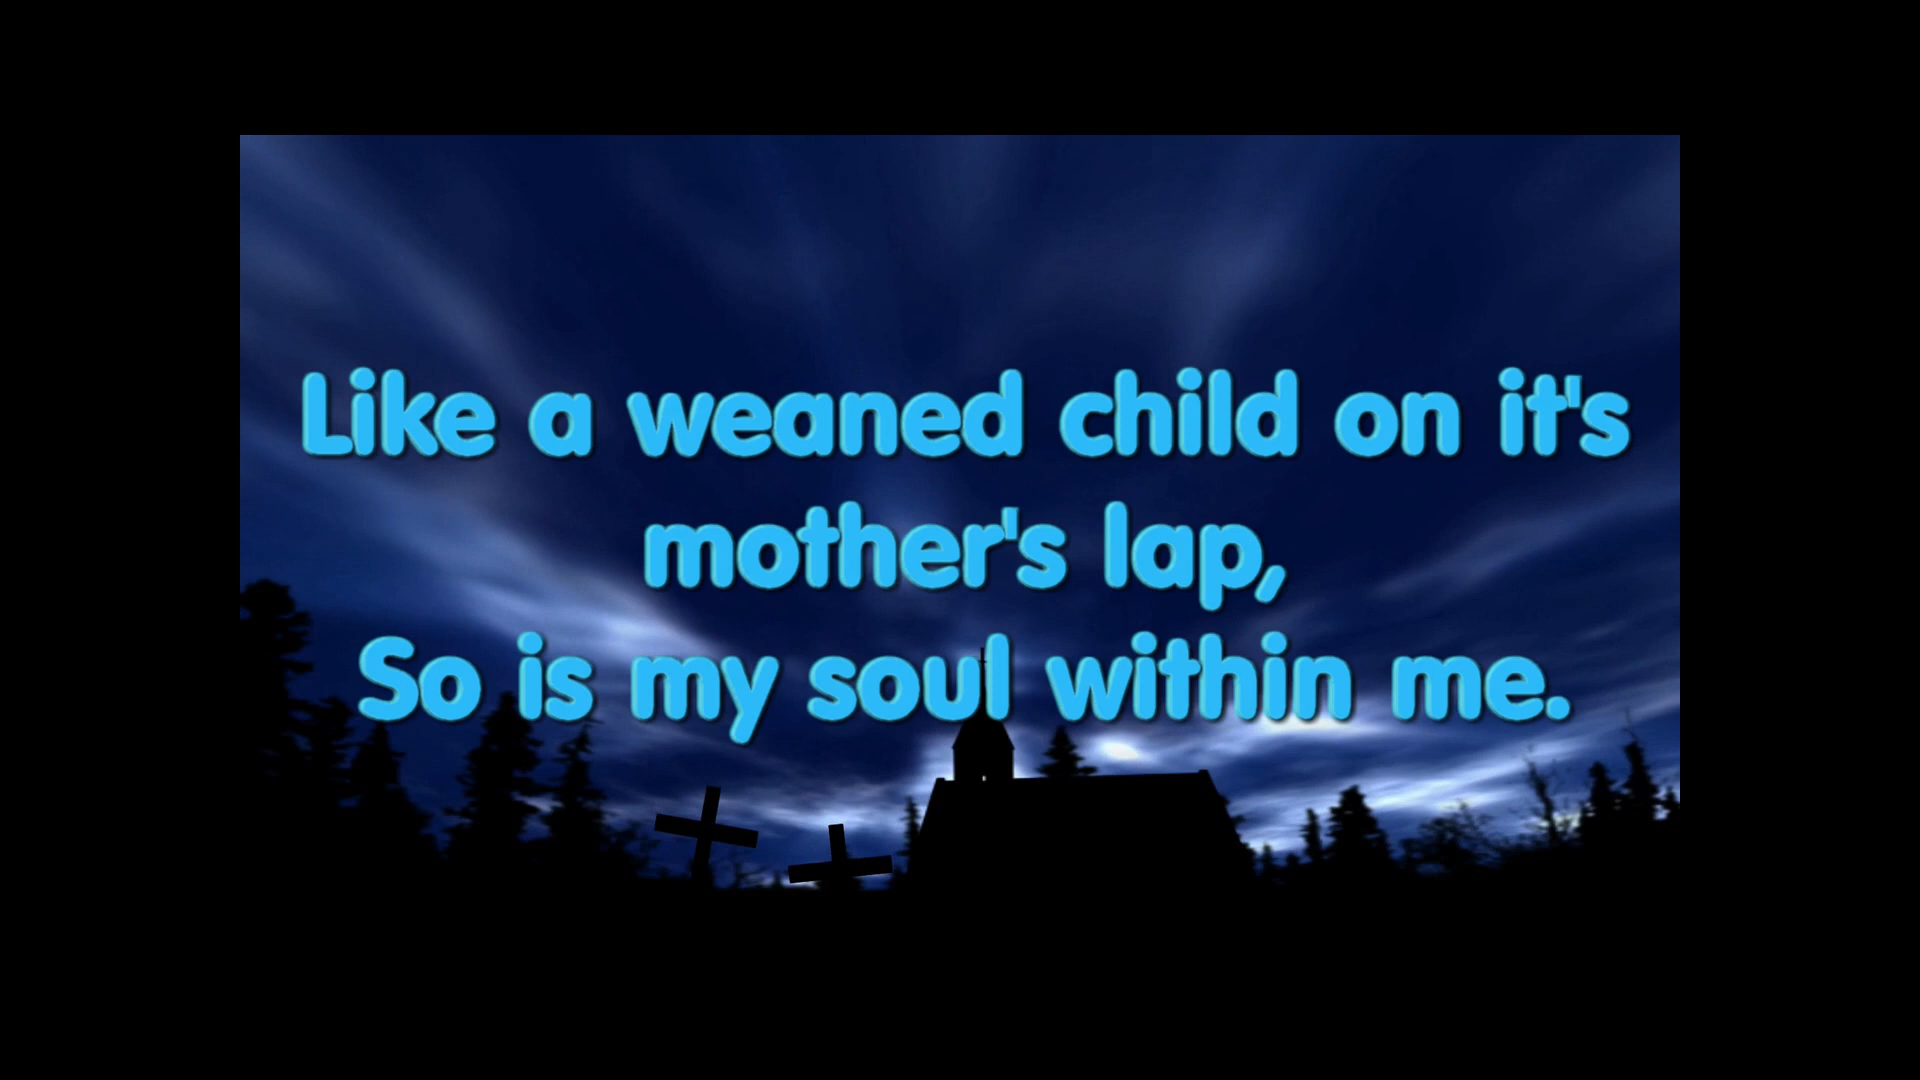 Like a weaned child on it's
mother's lap,
So is my soul within me.